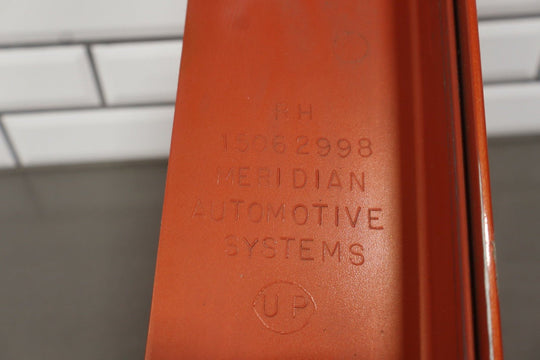 RH
15062998
MERIDIAN
AUTOMOTIVE
SYSTEMS
UP